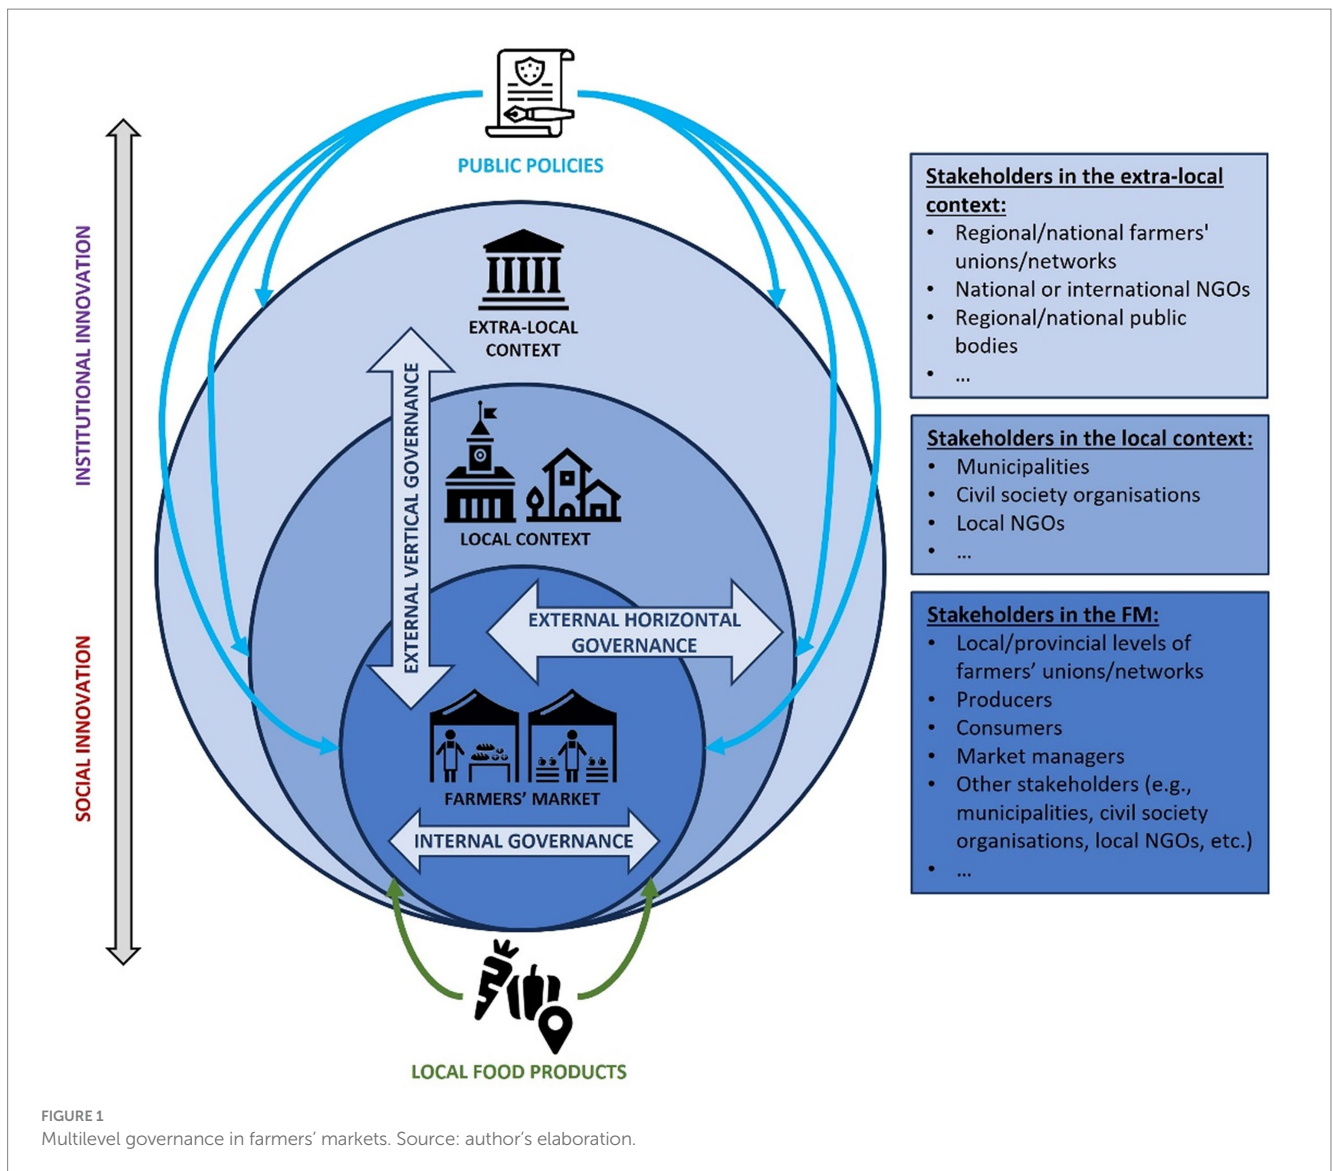 PUBLIC POLICIES
INSTITUTIONAL INNOVATION
SOCIAL INNOVATION
EXTRA-LOCAL
CONTEXT
EXTERNAL VERTICAL GOVERNANCE
LOCAL CONTEXT
EXTERNAL HORIZONTAL
GOVERNANCE
FARMERS’ MARKET
INTERNAL GOVERNANCE
LOCAL FOOD PRODUCTS
Stakeholders in the extra-local
context:
• Regional/national farmers'
unions/networks
• National or international NGOs
• Regional/national public
bodies
• ...
Stakeholders in the local context:
• Municipalities
• Civil society organisations
• Local NGOs
• ...
Stakeholders in the FM:
• Local/provincial levels of
farmers’ unions/networks
• Producers
• Consumers
• Market managers
• Other stakeholders (e.g.,
municipalities, civil society
organisations, local NGOs, etc.)
• ...
FIGURE 1
Multilevel governance in farmers’ markets. Source: author’s elaboration.